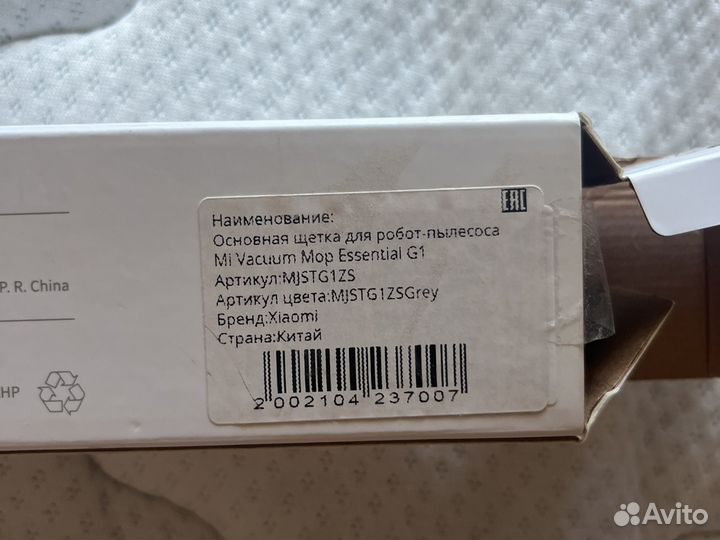 EAC
Наименование:
Основная щетка для робот-пылесоса
Mi Vacuum Mop Essential G1
Артикул:MJSTG1ZS
Артикул цвета:MJSTG1ZSGrey
Бренд:Xiaomi
Страна:Китай
2 002104 237007
P. R. China
HP
Avito